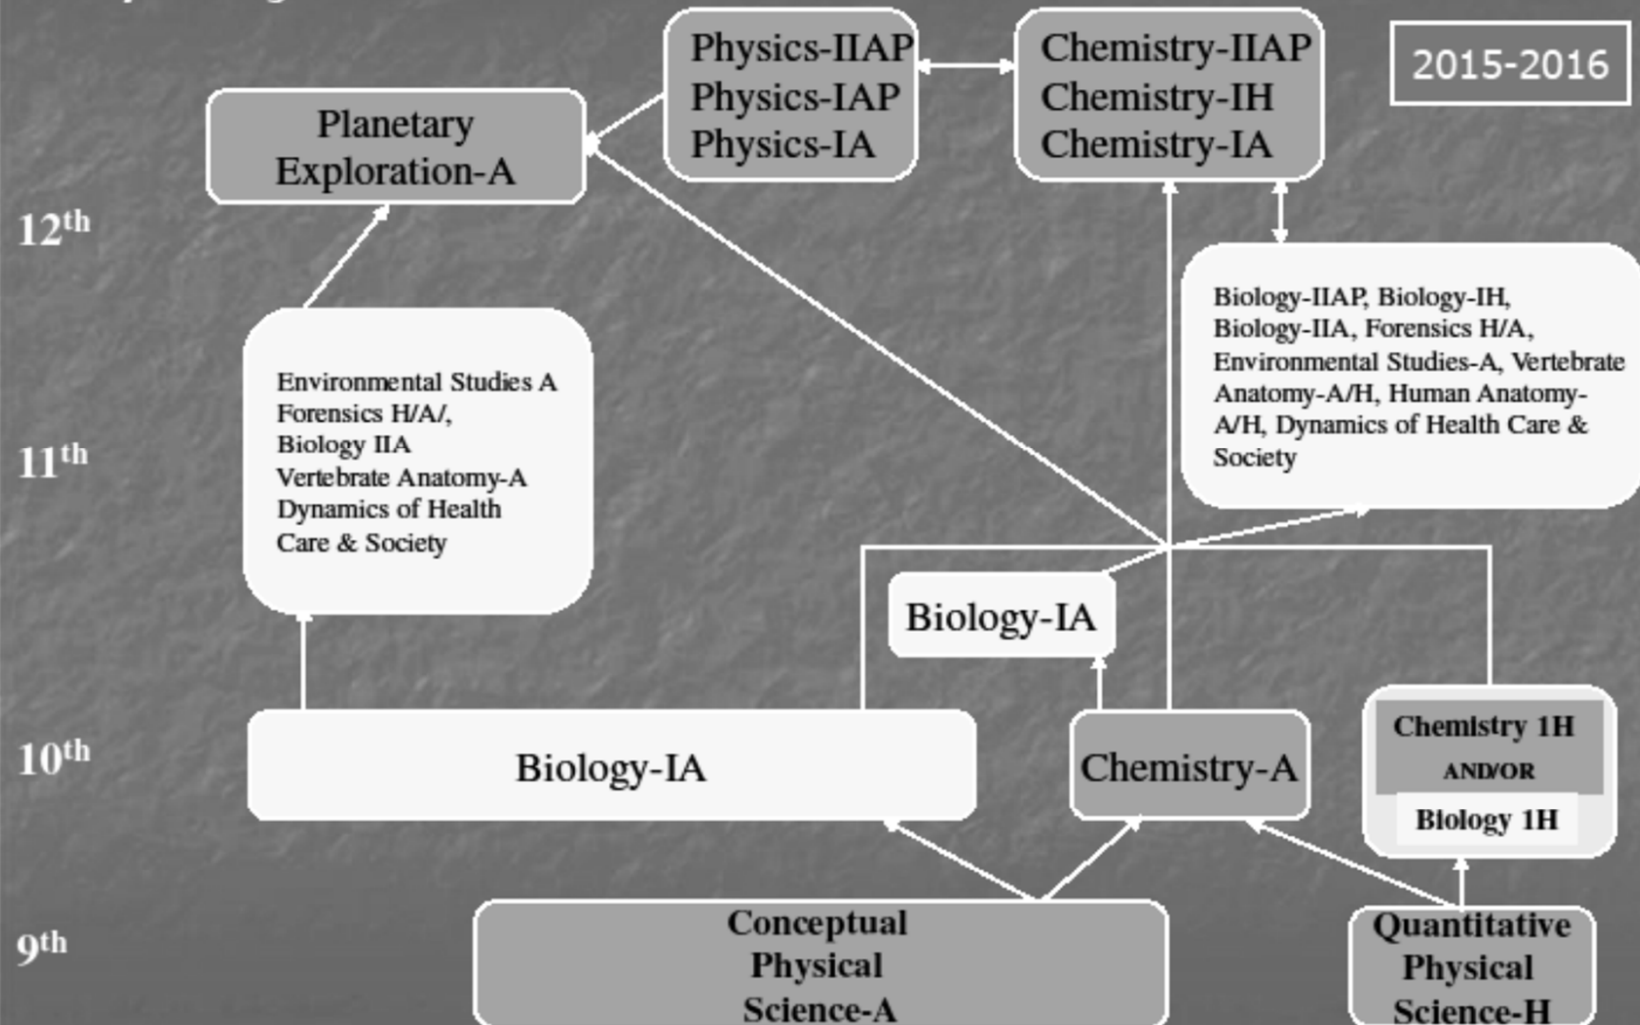 Physics-IIAP
Physics-IAP
Physics-IA
Chemistry-IIAP
Chemistry-IH
Chemistry-IA
2015-2016
Planetary
Exploration-A
12th
Biology-IIAP, Biology-IH,
Biology-IIA, Forensics H/A,
Environmental Studies-A, Vertebrate
Anatomy-A/H, Human Anatomy-
A/H, Dynamics of Health Care &
Society
Environmental Studies A
Forensics H/A/,
Biology IIA
Vertebrate Anatomy-A
Dynamics of Health
Care & Society
11th
Biology-IA
10th
Biology-IA
Chemistry-A
Chemistry 1H
AND/OR
Biology 1H
9th
Conceptual
Physical
Science-A
Quantitative
Physical
Science-H